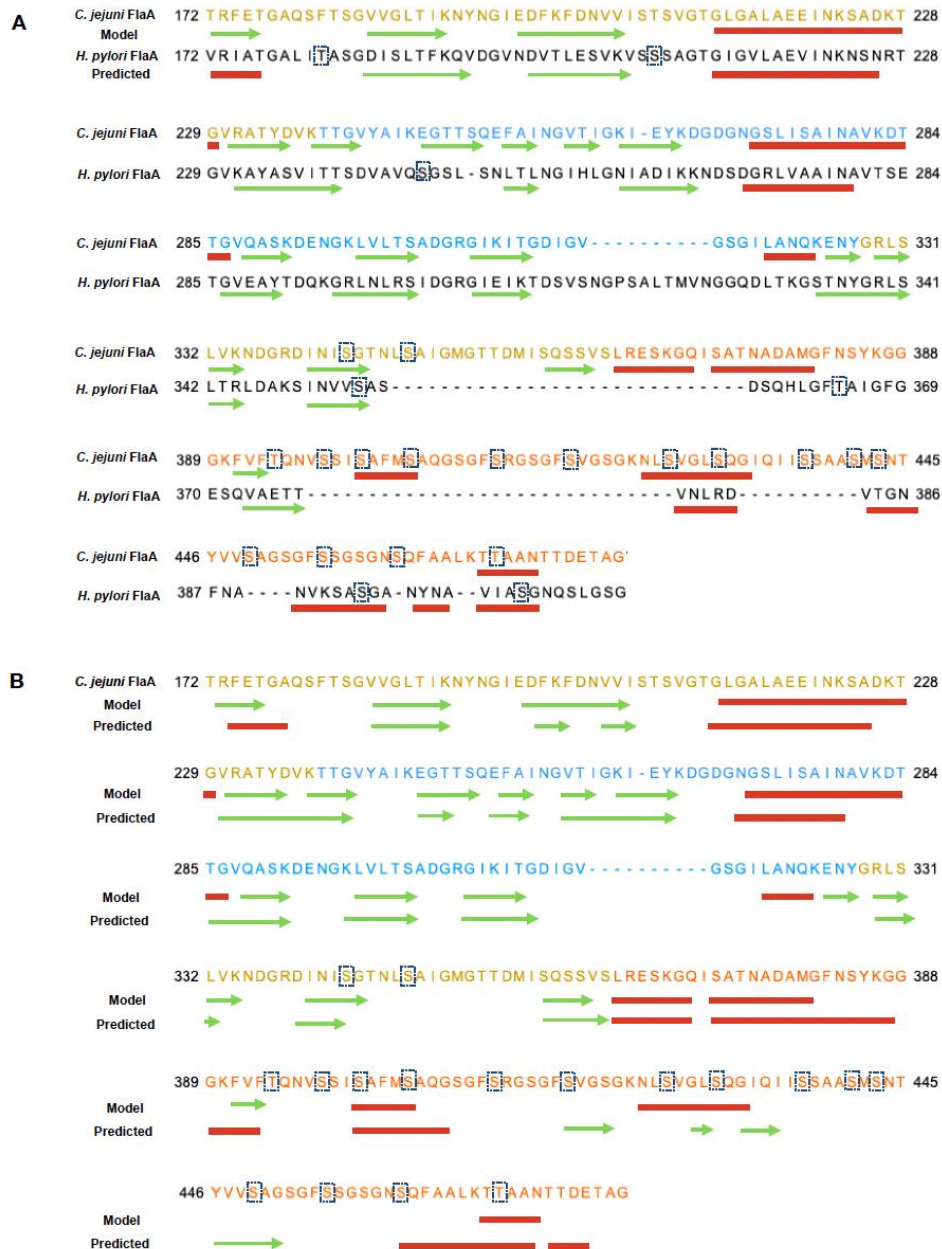 A
C. jejuni FlaA 172 TRFETGAQSFTSGVVGLTIKNYNGIEDFKFDNVVISTSVGTGLGALAEEINKSADKT 228
Model
H. pylori FlaA 172 VRIATGALITASGDISLTFKQVDGVNDVTLESVKVSSSAGTGIGVLAEVINKNSNRT 228
Predicted
C. jejuni FlaA 229 GVRATYDVKTTGVYAIKEGTTSQEFAINGVTIGKI-EYKDGDGNGSLISAINAVKDT 284
H. pylori FlaA 229 GVKAYASVITTSDVAVQSGSLSNLTLNGIHLGNIADIKKNDSDGRLVAAINAVTSE 284
C. jejuni FlaA 285 TGVQASKDENGKLVLTSADGRGIKITGDIGV----------GSGILANQKENYGRLS 331
H. pylori FlaA 285 TGVEAYTDQKGRLNLRSIDGRGIEIKTDSVSNGPSALTMVNGGQDLTKGSTNYGRLS 341
C. jejuni FlaA 332 LVKNDGRDINISGTNLSAIGMGTTDMISQSSVSLRESKGQISATNADAMGFNSYKGG 388
H. pylori FlaA 342 LTRLDAKSINVVSAS-----------------------------DSQHLGFTAIGFG 369
C. jejuni FlaA 389 GKFVFTQNVSSISAFMSAQGSGFSRGSGFSVGSGKNLSVGLSQGIQIISSAASMSNT 445
H. pylori FlaA 370 ESQVAETT------------------------------VNLRD----------VTGN 386
C. jejuni FlaA 446 YVVSAGSGFSSGSGNSQFAALKTTAANTTDETAG'
H. pylori FlaA 387 FNA----NVKSASGA-NYNA--VIASGNQSLGSG
B
C. jejuni FlaA 172 TRFETGAQSFTSGVVGLTIKNYNGIEDFKFDNVVISTSVGTGLGALAEEINKSADKT 228
Model
Predicted
229 GVRATYDVKTTGVYAIKEGTTSQEFAINGVTIGKI-EYKDGDGNGSLISAINAVKDT 284
Model
Predicted
285 TGVQASKDENGKLVLTSADGRGIKITGDIGV----------GSGILANQKENYGRLS 331
Model
Predicted
332 LVKNDGRDINISGTNLSAIGMGTTDMISQSSVSLRESKGQISATNADAMGFNSYKGG 388
Model
Predicted
389 GKFVFTQNVSSISAFMSAQGSGFSRGSGFSVGSGKNLSVGLSQGIQIISSAASMSNT 445
Model
Predicted
446 YVVSAGSGFSSGSGNSQFAALKTTAANTTDETAG
Model
Predicted